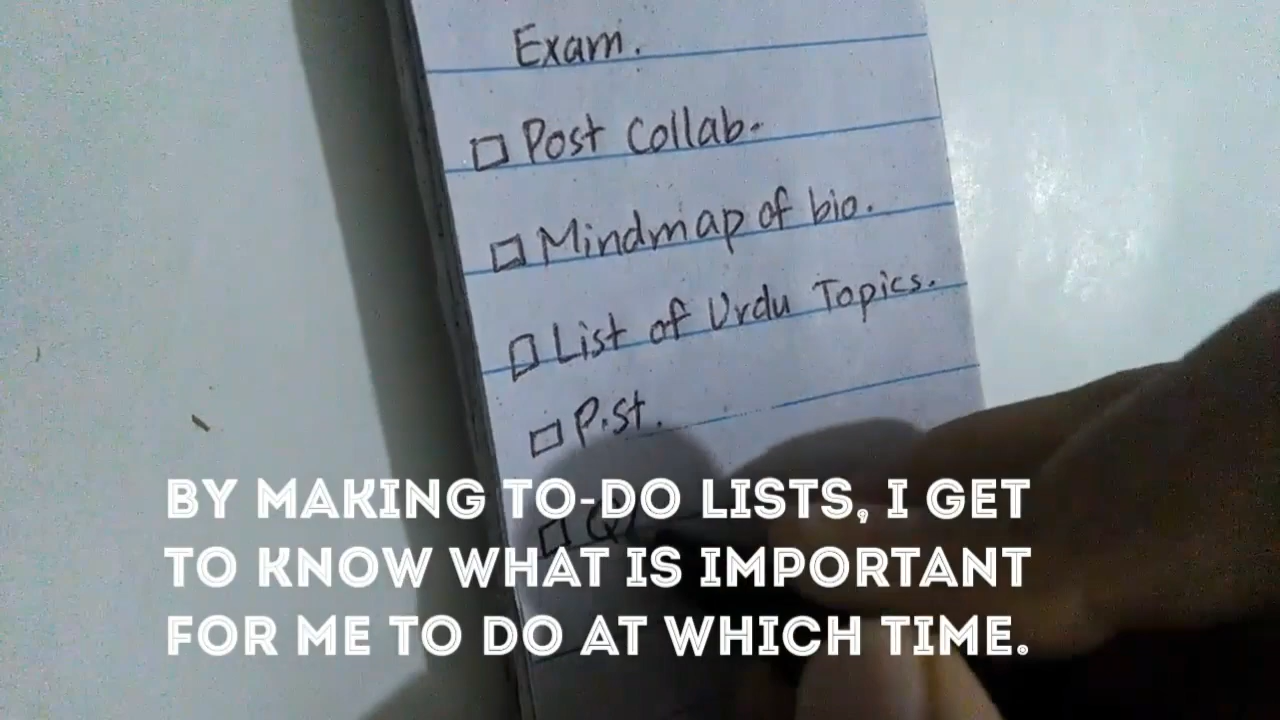 Exam.
Post Collab.
Mindmap of bio.
List of Urdu Topics.
P.st.
BY MAKING TO-DO LISTS, I GET
TO KNOW WHAT IS IMPORTANT
FOR ME TO DO AT WHICH TIME.